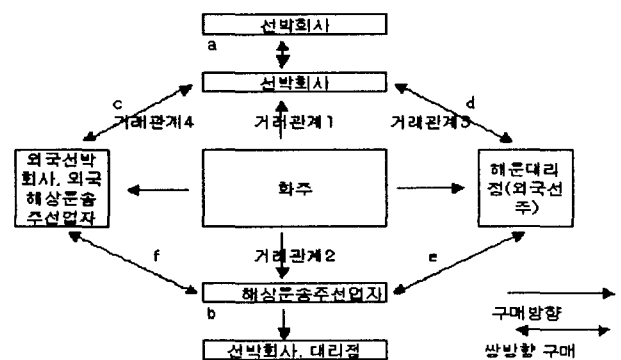 선박회사
a
선박회사
c
d
거래관계4
거래관계1
거래관계3
외국선박
회사, 외국
해상운송
주선업자
화주
해운대리
점(외국선
주)
f
거래관계2
e
해상운송주선업자
b
구매방향
선박회사, 대리점
쌍방향 구매